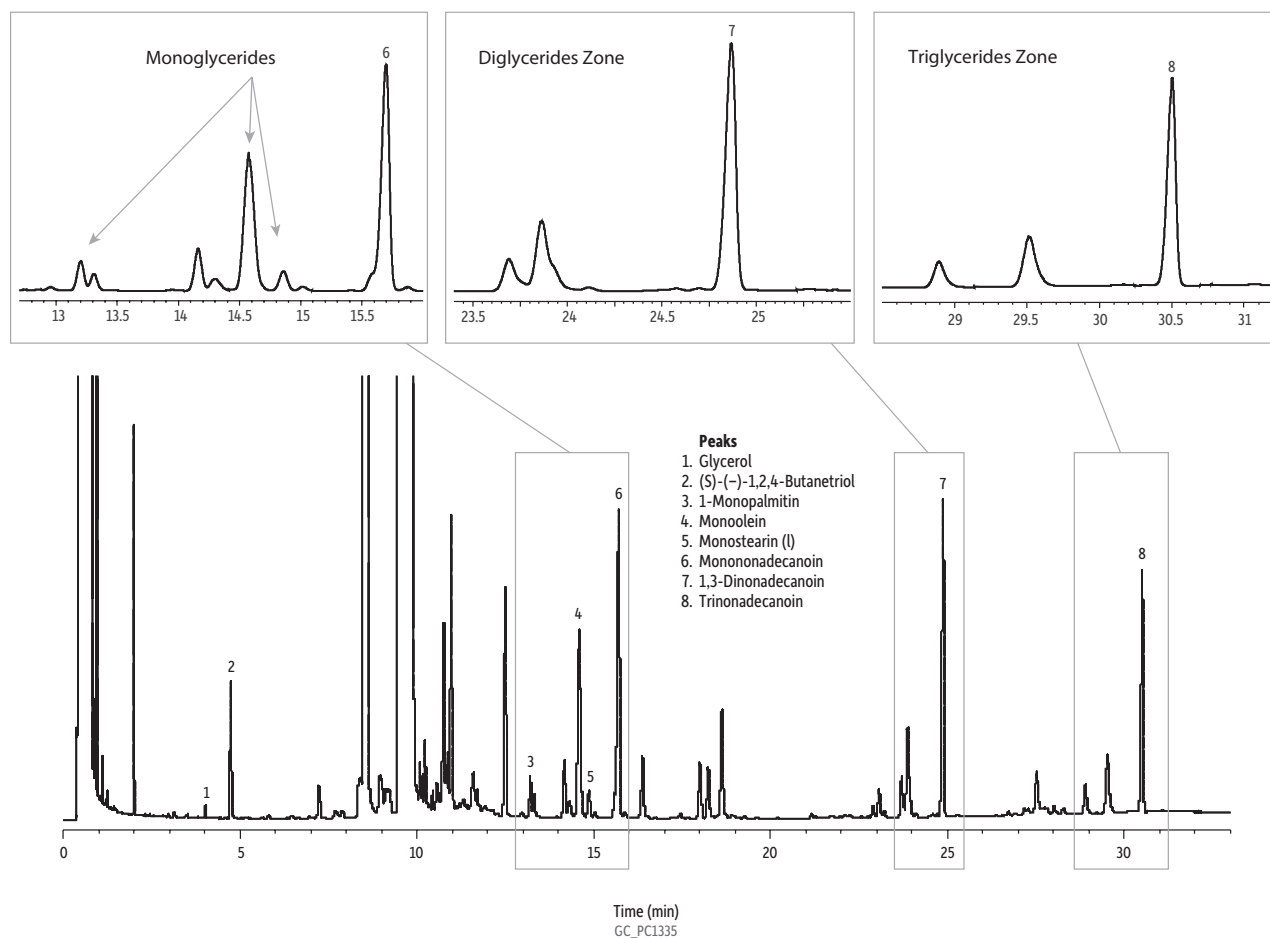 Monoglycerides
6
13 13.5 14 14.5 15 15.5
Diglycerides Zone
7
23.5 24 24.5 25
Triglycerides Zone
8
29 29.5 30 30.5 31
Peaks
1. Glycerol
2. (S)-(−)-1,2,4-Butanetriol
3. 1-Monopalmitin
4. Monoolein
5. Monostearin (l)
6. Monononadecanoin
7. 1,3-Dinonadecanoin
8. Trinonadecanoin
1
2
3
4
5
6
7
8
0 5 10 15 20 25 30
Time (min)
GC_PC1335